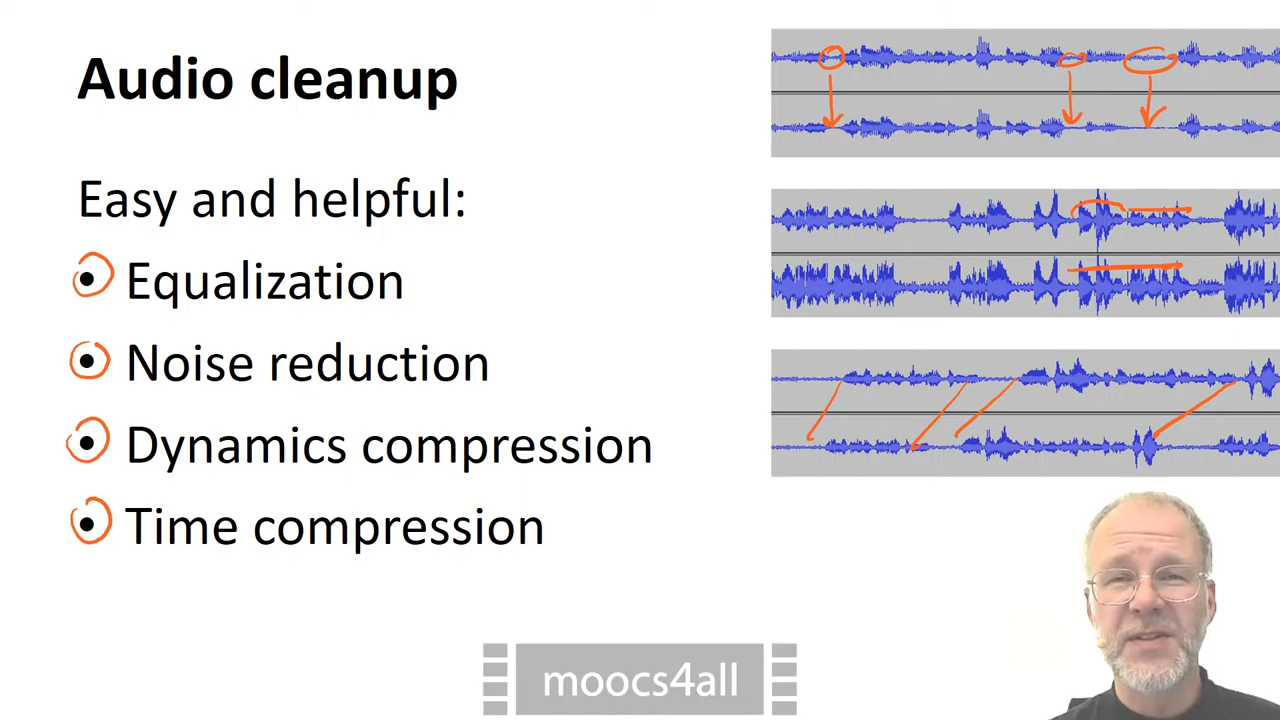 Audio cleanup
Easy and helpful:
• Equalization
• Noise reduction
• Dynamics compression
• Time compression
moocs4all